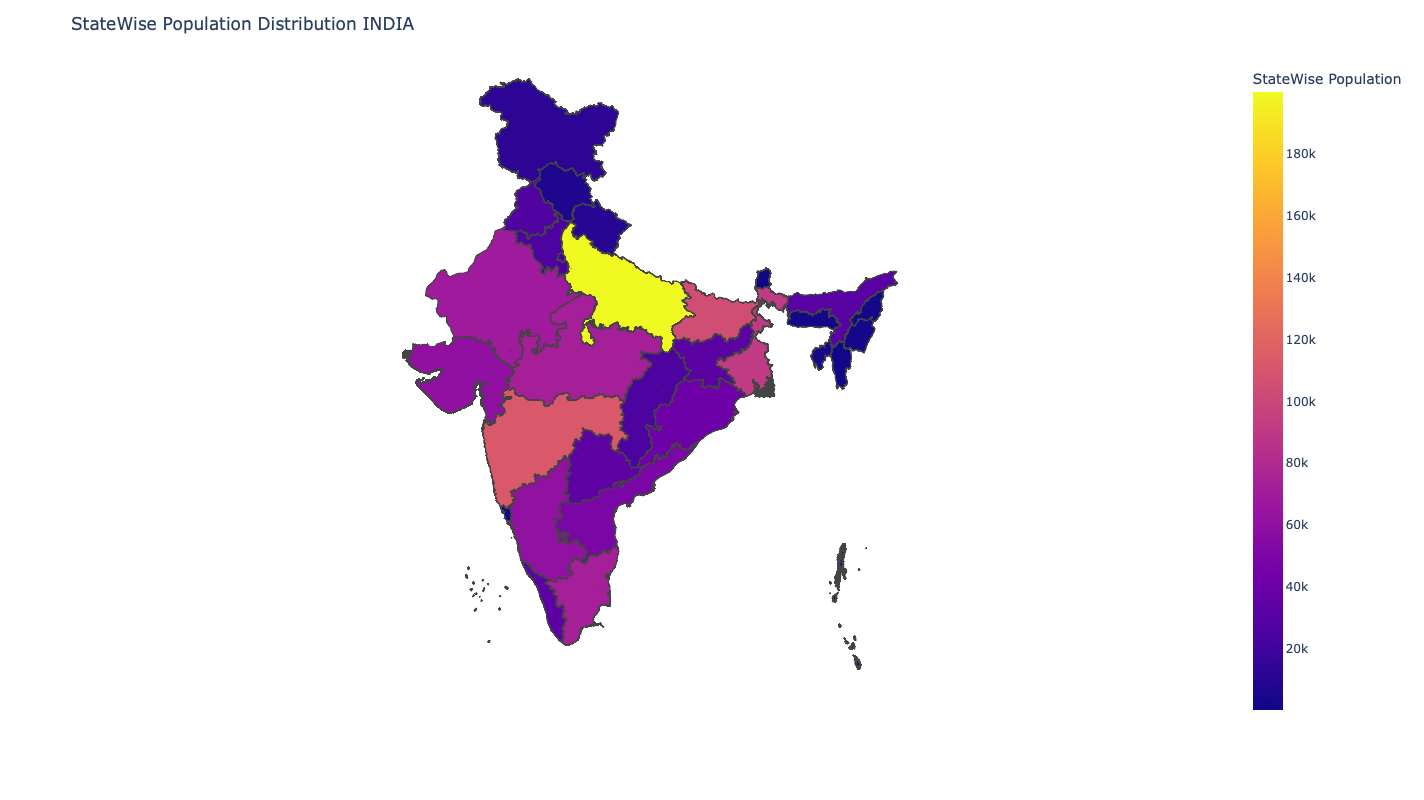 StateWise Population Distribution INDIA
StateWise Population
180k
160k
140k
120k
100k
80k
60k
40k
20k